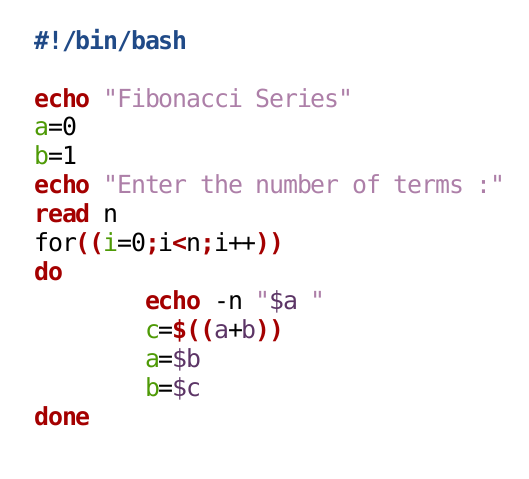 #!/bin/bash

echo "Fibonacci Series"
a=0
b=1
echo "Enter the number of terms :"
read n
for((i=0;i<n;i++))
do
        echo -n "$a "
        c=$((a+b))
        a=$b
        b=$c
done